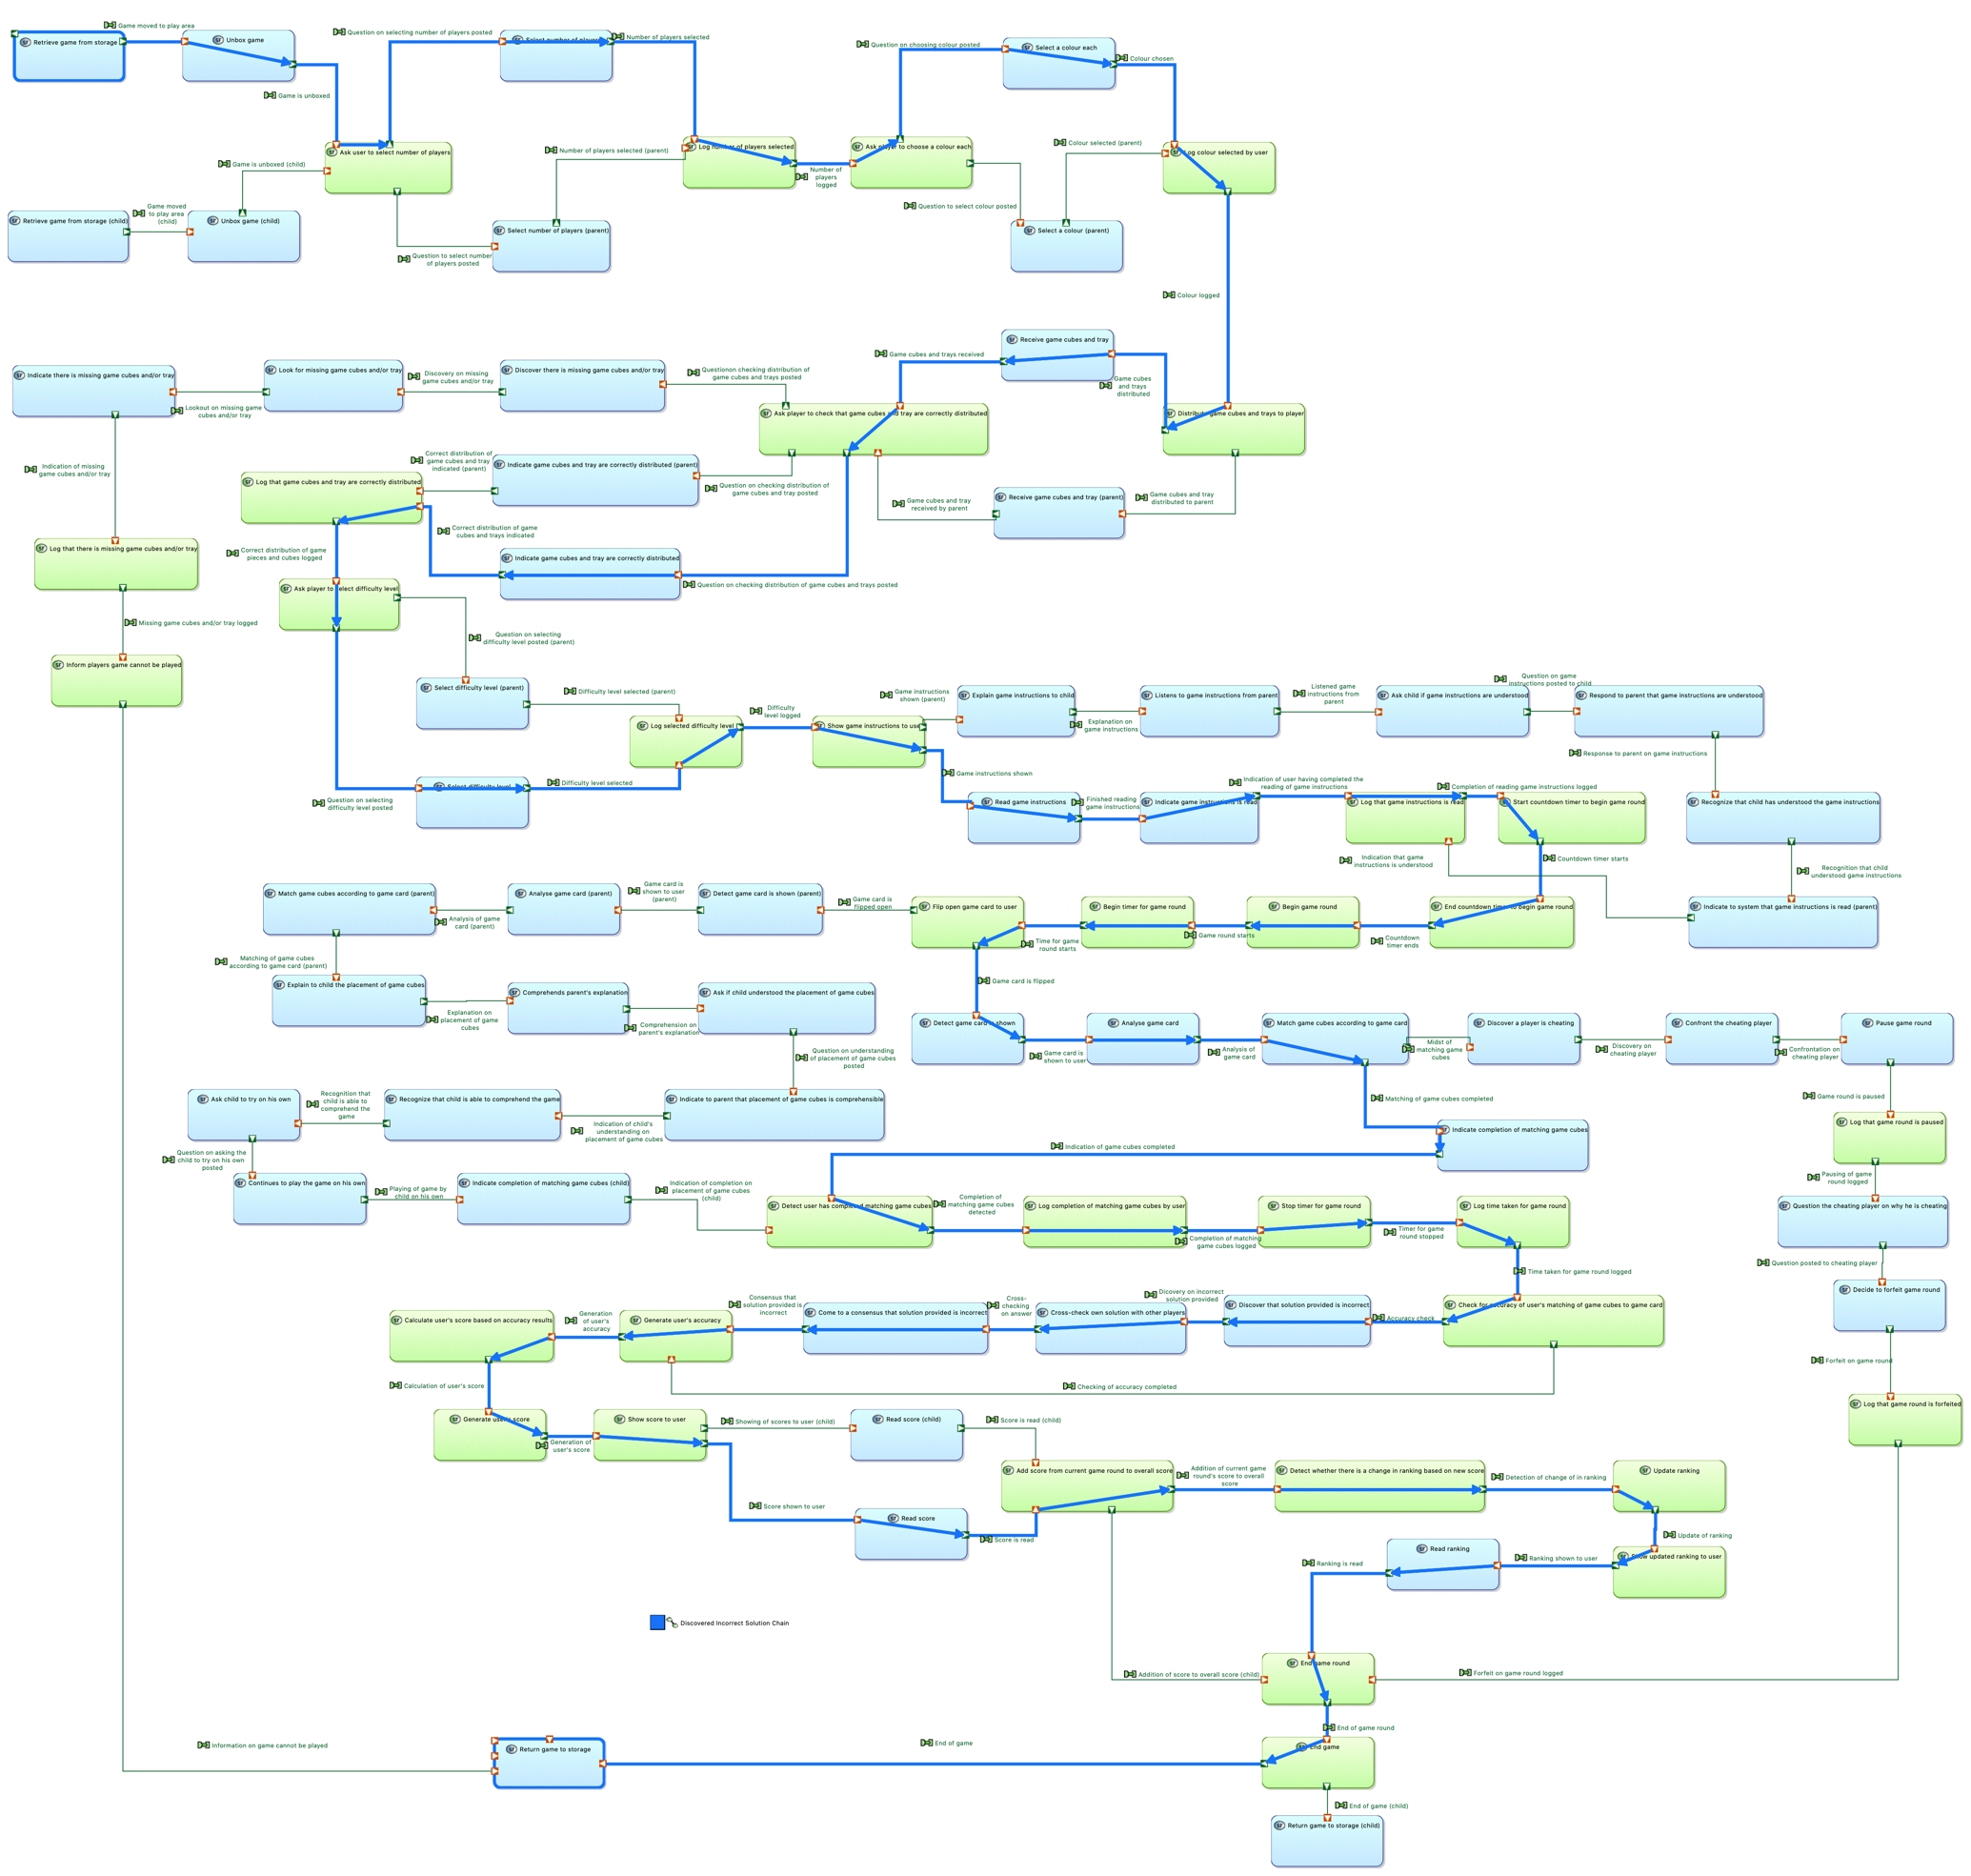 Game moved to play area
Retrieve game from storage
Unbox game
Question on selecting number of players posted
Select number of players
Number of players selected
Question on choosing colour posted
Select a colour each
Colour chosen
Game is unboxed
Ask user to select number of players
Game is unboxed (child)
Number of players selected (parent)
Log number of players selected
Number of
players
logged
Ask player to choose a colour each
Colour selected (parent)
Log colour selected by user
Retrieve game from storage (child)
Game moved
to play area
(child)
Unbox game (child)
Question to select number
of players posted
Select number of players (parent)
Question to select colour posted
Select a colour (parent)
Colour logged
Receive game cubes and tray
Game cubes and trays received
Game cubes
and trays
distributed
Indicate there is missing game cubes and/or tray
Lookout on missing game
cubes and/or tray
Look for missing game cubes and/or tray
Discovery on missing
game cubes and/or tray
Discover there is missing game cubes and/or tray
Questionon checking distribution of
game cubes and trays posted
Ask player to check that game cubes and tray are correctly distributed
Distribute game cubes and trays to player
Indication of missing
game cubes and/or tray
Correct distribution of
game cubes and tray
indicated (parent)
Indicate game cubes and tray are correctly distributed (parent)
Question on checking distribution of
game cubes and tray posted
Log that game cubes and tray are correctly distributed
Game cubes and tray
received by parent
Receive game cubes and tray (parent)
Game cubes and tray
distributed to parent
Correct distribution of game
cubes and trays indicated
Log that there is missing game cubes and/or tray
Correct distribution of game
pieces and cubes logged
Indicate game cubes and tray are correctly distributed
Question on checking distribution of game cubes and trays posted
Ask player to select difficulty level
Missing game cubes and/or tray logged
Question on selecting
difficulty level posted (parent)
Inform players game cannot be played
Select difficulty level (parent)
Difficulty level selected (parent)
Log selected difficulty level
Difficulty
level logged
Show game instructions to user
Game instructions
shown (parent)
Explain game instructions to child
Explanation on
game instructions
Listens to game instructions from parent
Listened game
instructions from
parent
Ask child if game instructions are understood
Question on game
instructions posted to child
Respond to parent that game instructions are understood
Response to parent on game instructions
Question on selecting
difficulty level posted
Select difficulty level
Difficulty level selected
Game instructions shown
Read game instructions
Finished reading
game instructions
Indicate game instructions is read
Indication of user having completed the
reading of game instructions
Log that game instructions is read
Completion of reading game instructions logged
Start countdown timer to begin game round
Recognize that child has understood the game instructions
Indication that game
instructions is understood
Countdown timer starts
Recognition that child
understood game instructions
Match game cubes according to game card (parent)
Analysis of game
card (parent)
Analyse game card (parent)
Game card is
shown to user
(parent)
Detect game card is shown (parent)
Game card is
flipped open
Flip open game card to user
Time for game
round starts
Begin timer for game round
Game round starts
Begin game round
Countdown
timer ends
End countdown timer to begin game round
Indicate to system that game instructions is read (parent)
Matching of game cubes
according to game card (parent)
Explain to child the placement of game cubes
Explanation on
placement of game
cubes
Comprehends parent's explanation
Comprehension on
parent's explanation
Ask if child understood the placement of game cubes
Game card is flipped
Detect game card is shown
Game card is
shown to user
Analyse game card
Analysis of
game card
Match game cubes according to game card
Midst of
matching game
cubes
Discover a player is cheating
Discovery on
cheating player
Confront the cheating player
Confrontation on
cheating player
Pause game round
Question on understanding
of placement of game cubes
posted
Ask child to try on his own
Recognition that
child is able to
comprehend the
game
Recognize that child is able to comprehend the game
Indication of child's
understanding on
placement of game cubes
Indicate to parent that placement of game cubes is comprehensible
Matching of game cubes completed
Game round is paused
Log that game round is paused
Indication of game cubes completed
Indicate completion of matching game cubes
Question on asking the
child to try on his own
posted
Continues to play the game on his own
Playing of game by
child on his own
Indicate completion of matching game cubes (child)
Indication of completion on
placement of game cubes
(child)
Detect user has completed matching game cubes
Completion of
matching game cubes
detected
Log completion of matching game cubes by user
Completion of matching
game cubes logged
Stop timer for game round
Timer for game
round stopped
Log time taken for game round
Pausing of game
round logged
Question the cheating player on why he is cheating
Question posted to cheating player
Time taken for game round logged
Decide to forfeit game round
Calculate user's score based on accuracy results
Generation
of user's
accuracy
Generate user's accuracy
Consensus that
solution provided is
incorrect
Come to a consensus that solution provided is incorrect
Cross-
checking
on answer
Cross-check own solution with other players
Dicovery on incorrect
solution provided
Discover that solution provided is incorrect
Accuracy check
Check for accuracy of user's matching of game cubes to game card
Forfeit on game round
Calculation of user's score
Checking of accuracy completed
Log that game round is forfeited
Generate user's score
Generation of
user's score
Show score to user
Showing of scores to user (child)
Read score (child)
Score is read (child)
Add score from current game round to overall score
Addition of current game
round's score to overall
score
Detect whether there is a change in ranking based on new score
Detection of change of in ranking
Update ranking
Score shown to user
Read score
Score is read
Update of ranking
Ranking is read
Read ranking
Ranking shown to user
Show updated ranking to user
Discovered Incorrect Solution Chain
End game round
Addition of score to overall score (child)
Forfeit on game round logged
End of game round
Information on game cannot be played
Return game to storage
End of game
End game
End of game (child)
Return game to storage (child)